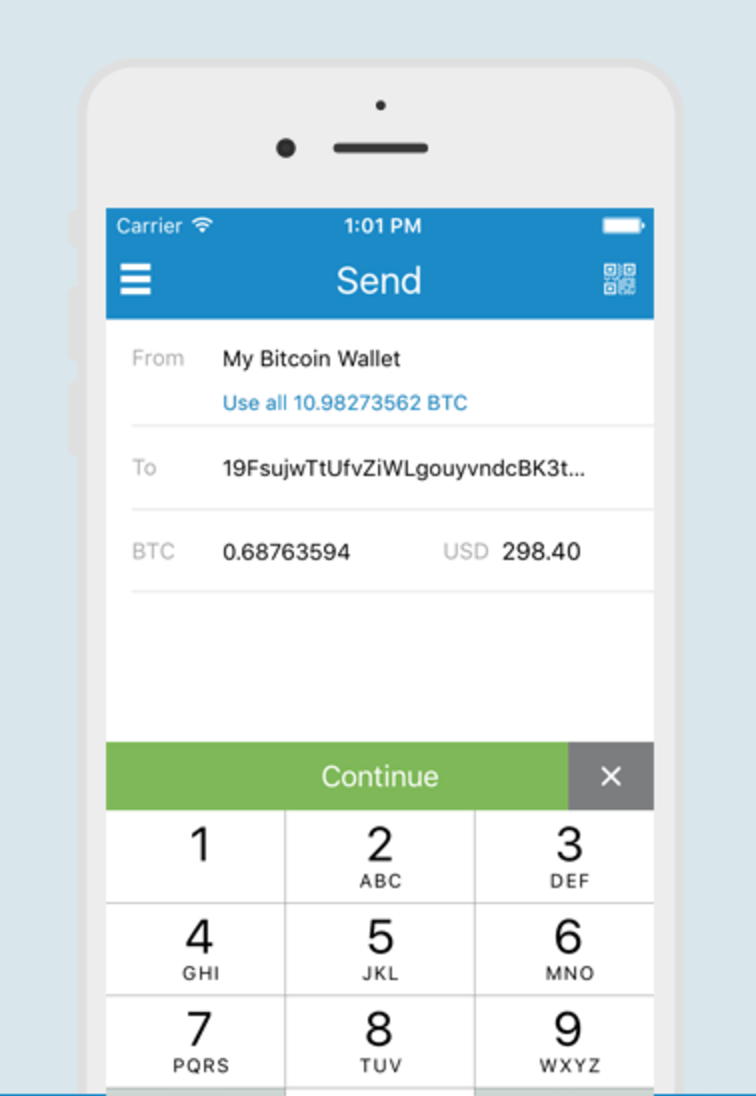 Carrier 1:01 PM
Send
From My Bitcoin Wallet
Use all 10.98273562 BTC
To 19FsujwTtUfvZiWLgouyvndcBK3t...
BTC 0.68763594 USD 298.40
Continue ×
1 2 3
ABC DEF
4 5 6
GHI JKL MNO
7 8 9
PQRS TUV WXYZ